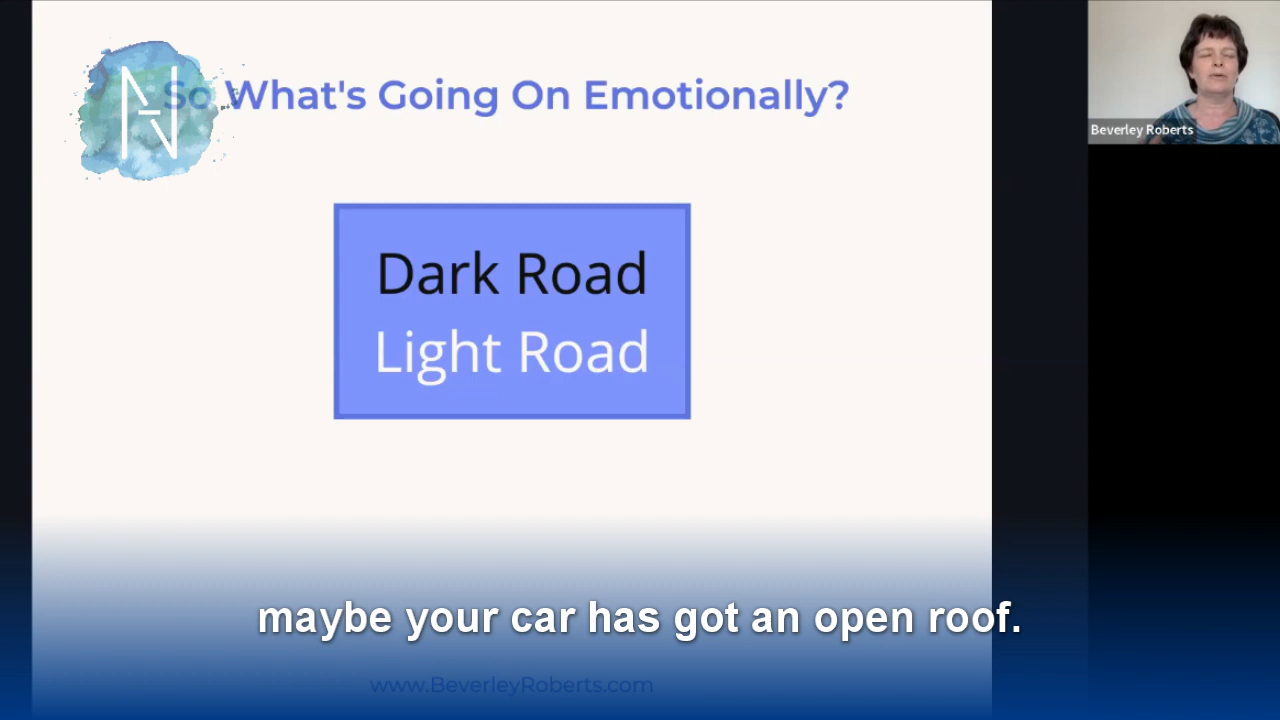 So What's Going On Emotionally?
Beverley Roberts
Dark Road
Light Road
maybe your car has got an open roof.
www.BeverleyRoberts.com